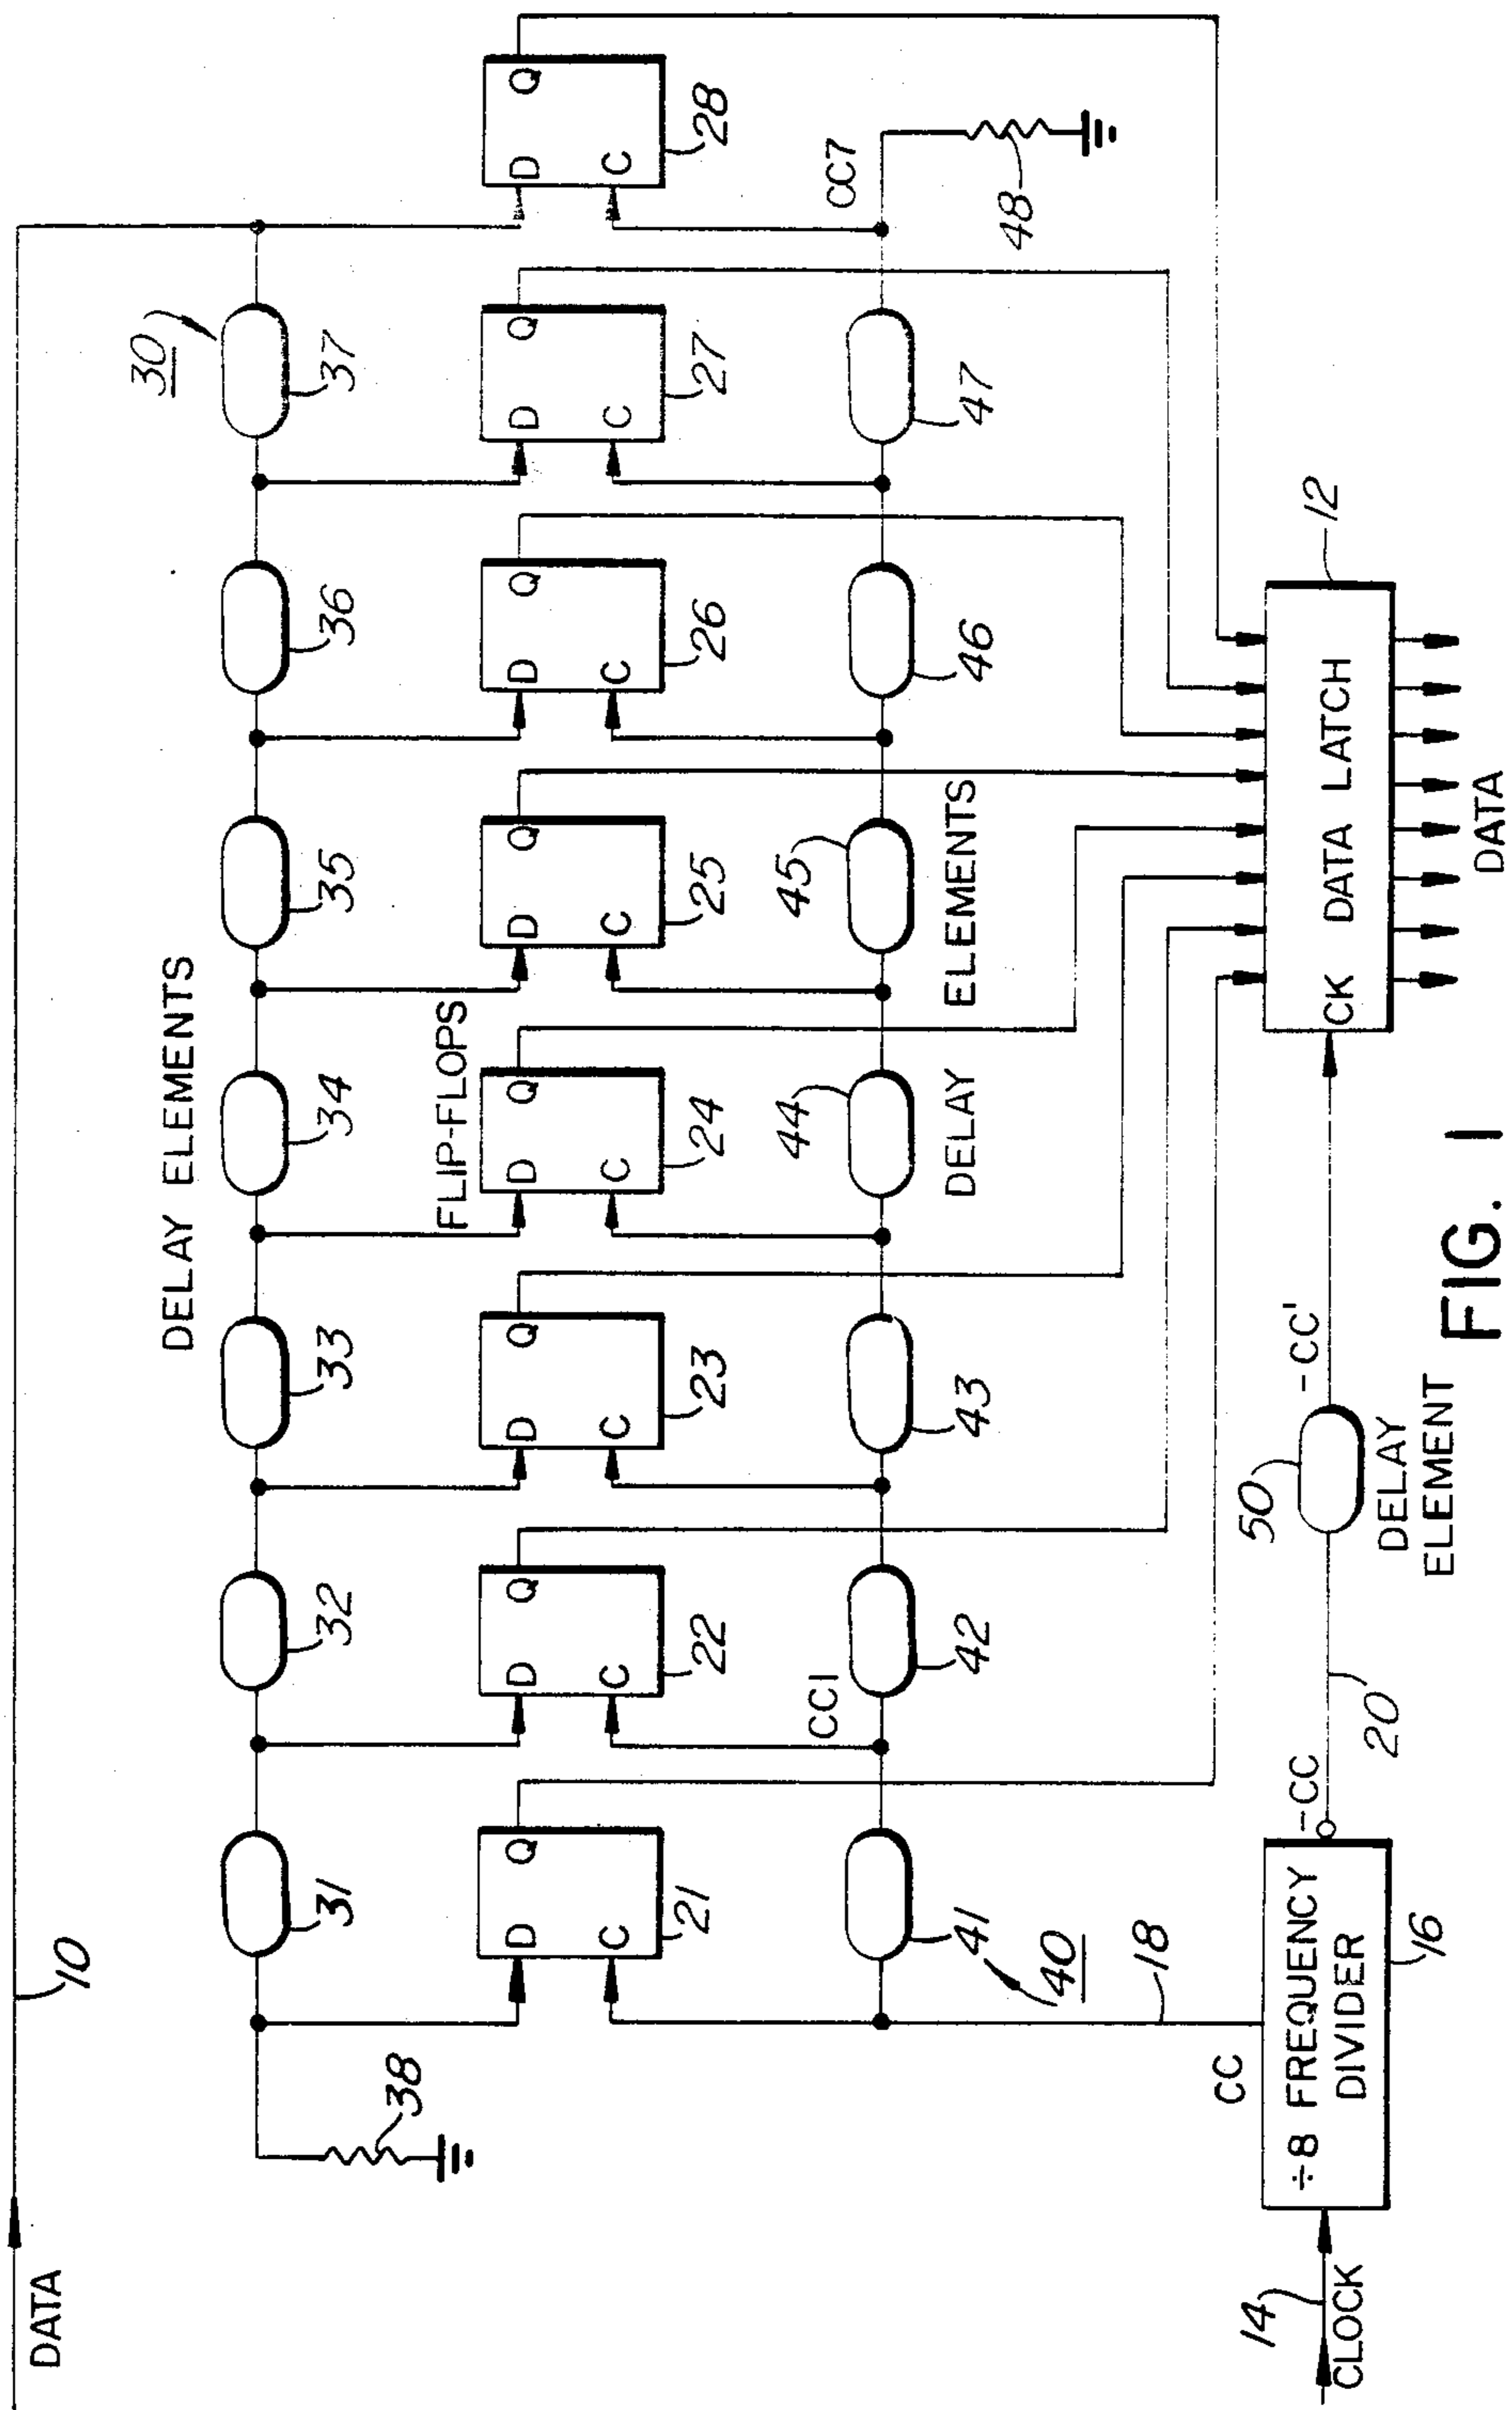 DATA
10
30
DELAY ELEMENTS
31
32
33
34
35
36
37
38
FLIP-FLOPS
D Q
C
21
D Q
C
22
D Q
C
23
D Q
C
24
D Q
C
25
D Q
C
26
D Q
C
27
D Q
C
28
CC1
CC7
41
42
43
44
45
46
47
48
40
DELAY ELEMENTS
18
CC
14
CLOCK
÷8 FREQUENCY
DIVIDER
16
-CC
20
50
-CC'
DELAY
ELEMENT
CK DATA LATCH
12
DATA
FIG. 1